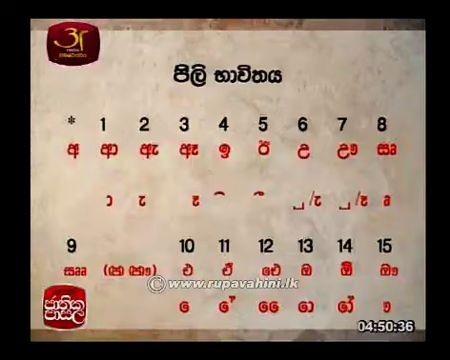 පිලි භාවිතය
* 1 2 3 4 5 6 7 8
අ ආ ඇ ඈ ඉ ඊ උ ඌ ඍ
ා ැ ෑ ි ී ු/ැ ූ/ෑ ෘ
9 10 11 12 13 14 15
ඎ (ඏ ඐ) එ ඒ ඓ ඔ ඕ ඖ
ෙ ේ ෛ ො ෝ ෟ
© www.rupavahini.lk
ජාතික
පාසල
04:50:36